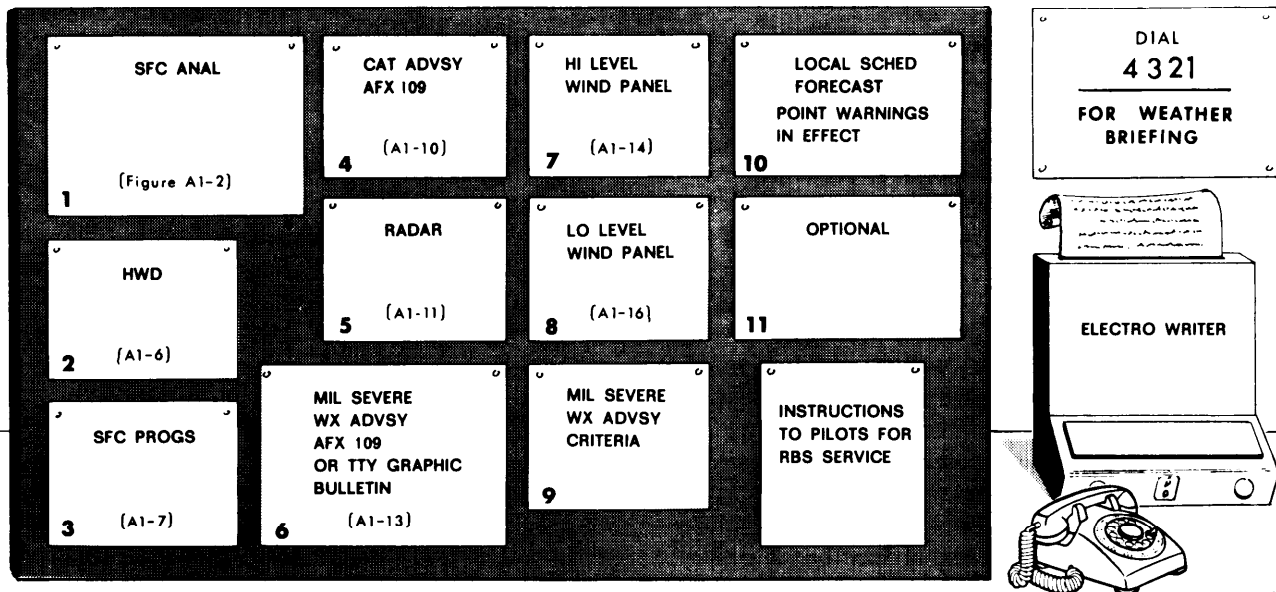 SFC ANAL
(Figure A1-2)
1
HWD
(A1-6)
2
SFC PROGS
(A1-7)
3
CAT ADVSY
AFX 109
(A1-10)
4
RADAR
(A1-11)
5
MIL SEVERE
WX ADVSY
AFX 109
OR TTY GRAPHIC
BULLETIN
(A1-13)
6
HI LEVEL
WIND PANEL
(A1-14)
7
LO LEVEL
WIND PANEL
(A1-16)
8
MIL SEVERE
WX ADVSY
CRITERIA
9
LOCAL SCHED
FORECAST
POINT WARNINGS
IN EFFECT
10
OPTIONAL
11
INSTRUCTIONS
TO PILOTS FOR
RBS SERVICE
DIAL
4321
FOR WEATHER
BRIEFING
ELECTRO WRITER